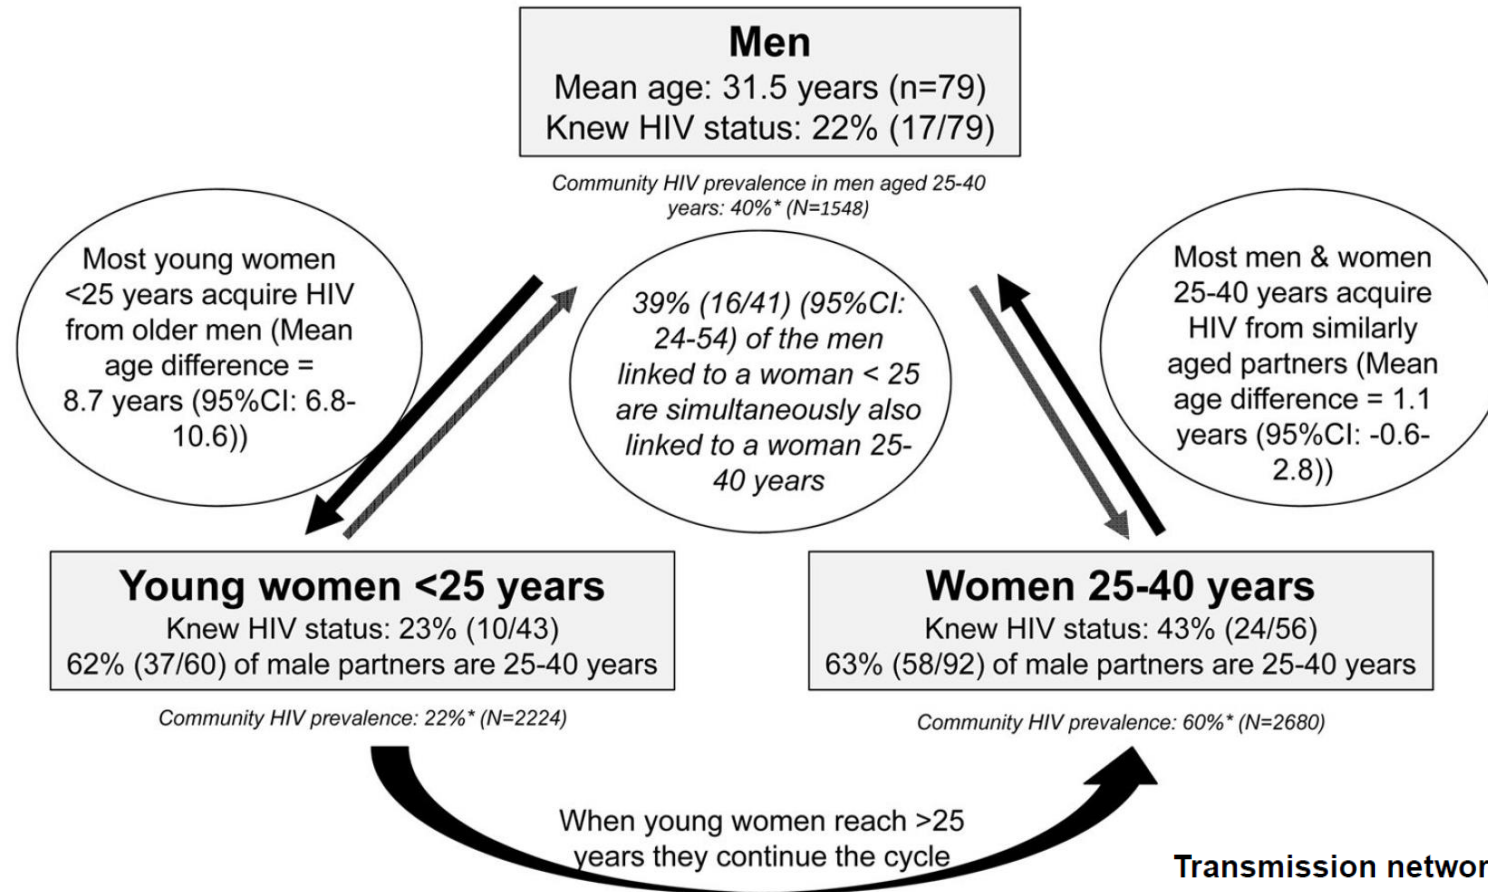 Men
Mean age: 31.5 years (n=79)
Knew HIV status: 22% (17/79)
Community HIV prevalence in men aged 25-40
years: 40%* (N=1548)
Most young women
<25 years acquire HIV
from older men (Mean
age difference =
8.7 years (95%CI: 6.8-
10.6))
39% (16/41) (95%CI:
24-54) of the men
linked to a woman < 25
are simultaneously also
linked to a woman 25-
40 years
Most men & women
25-40 years acquire
HIV from similarly
aged partners (Mean
age difference = 1.1
years (95%CI: -0.6-
2.8))
Young women <25 years
Knew HIV status: 23% (10/43)
62% (37/60) of male partners are 25-40 years
Community HIV prevalence: 22%* (N=2224)
Women 25-40 years
Knew HIV status: 43% (24/56)
63% (58/92) of male partners are 25-40 years
Community HIV prevalence: 60%* (N=2680)
When young women reach >25
years they continue the cycle
Transmission networ